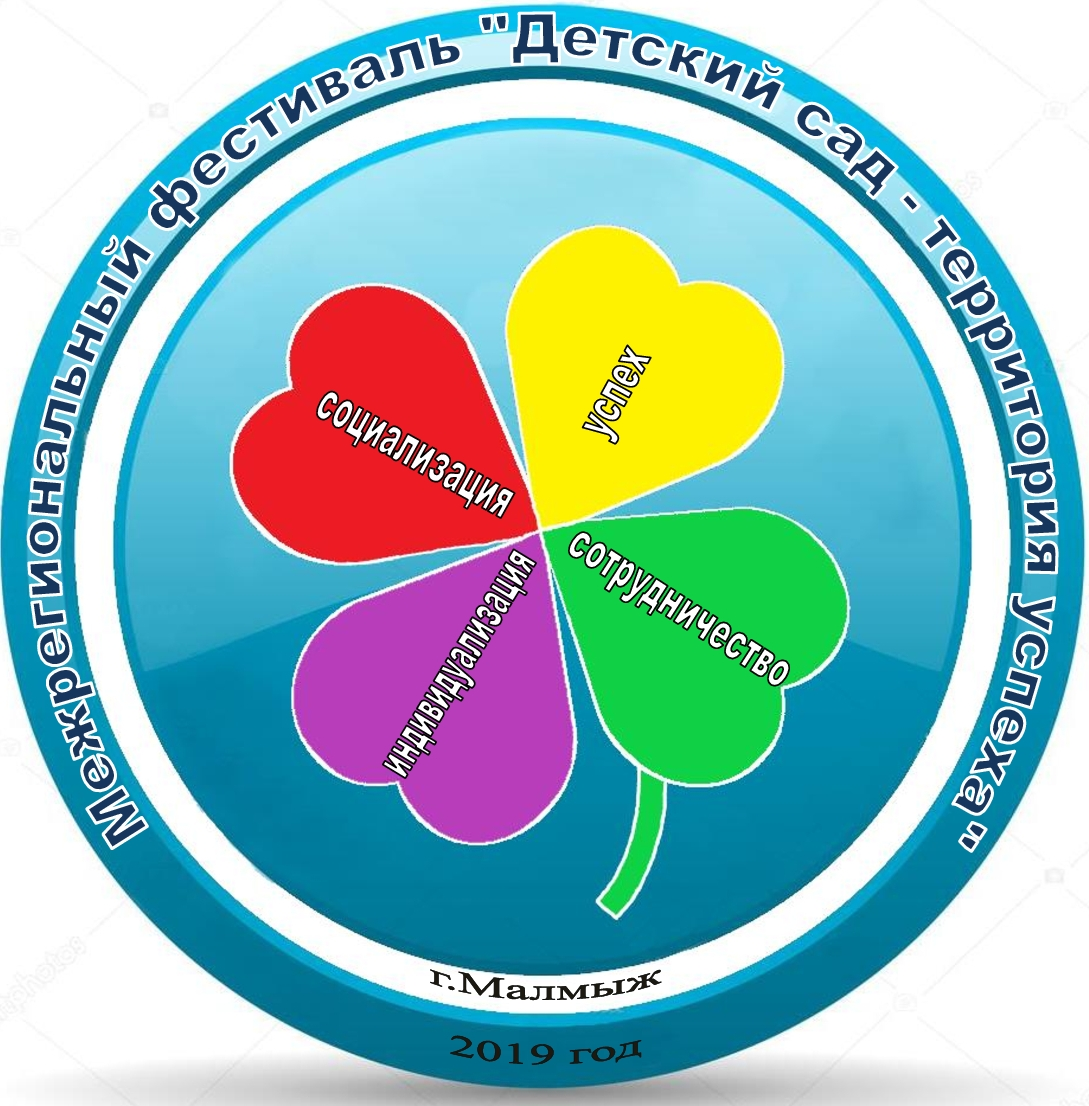 Межрегиональный фестиваль "Детский сад - территория успеха"
социализация
успех
индивидуализация
сотрудничество
г.Малмыж
2019 год